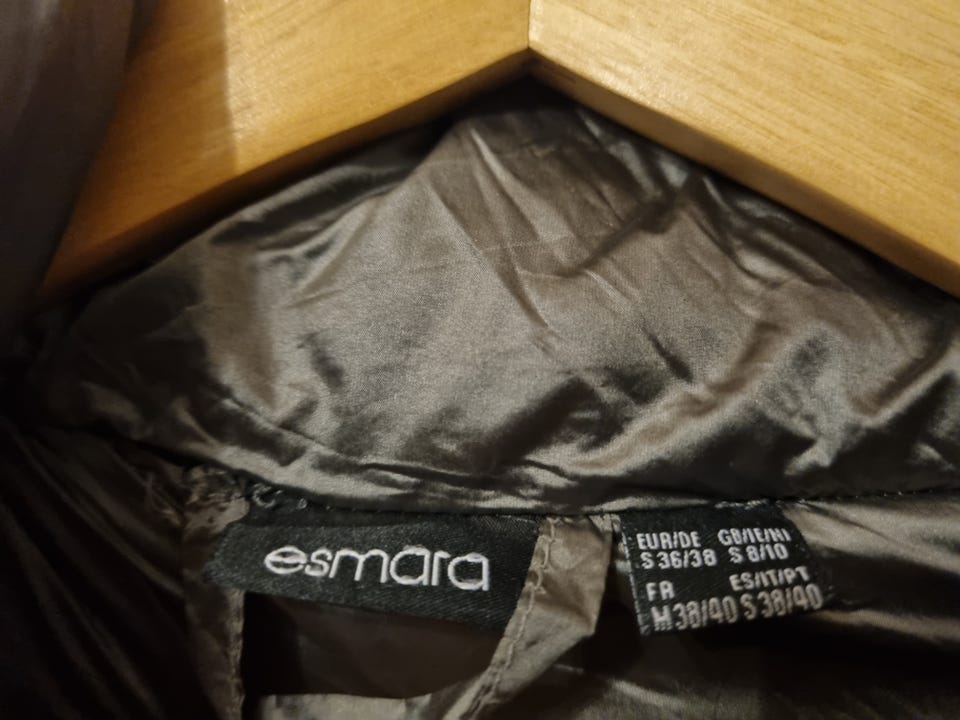 esmara
EUR/DE GB/IE/NI
S 36/38 S 8/10
FR ES/IT/PT
M 38/40 S 38/40